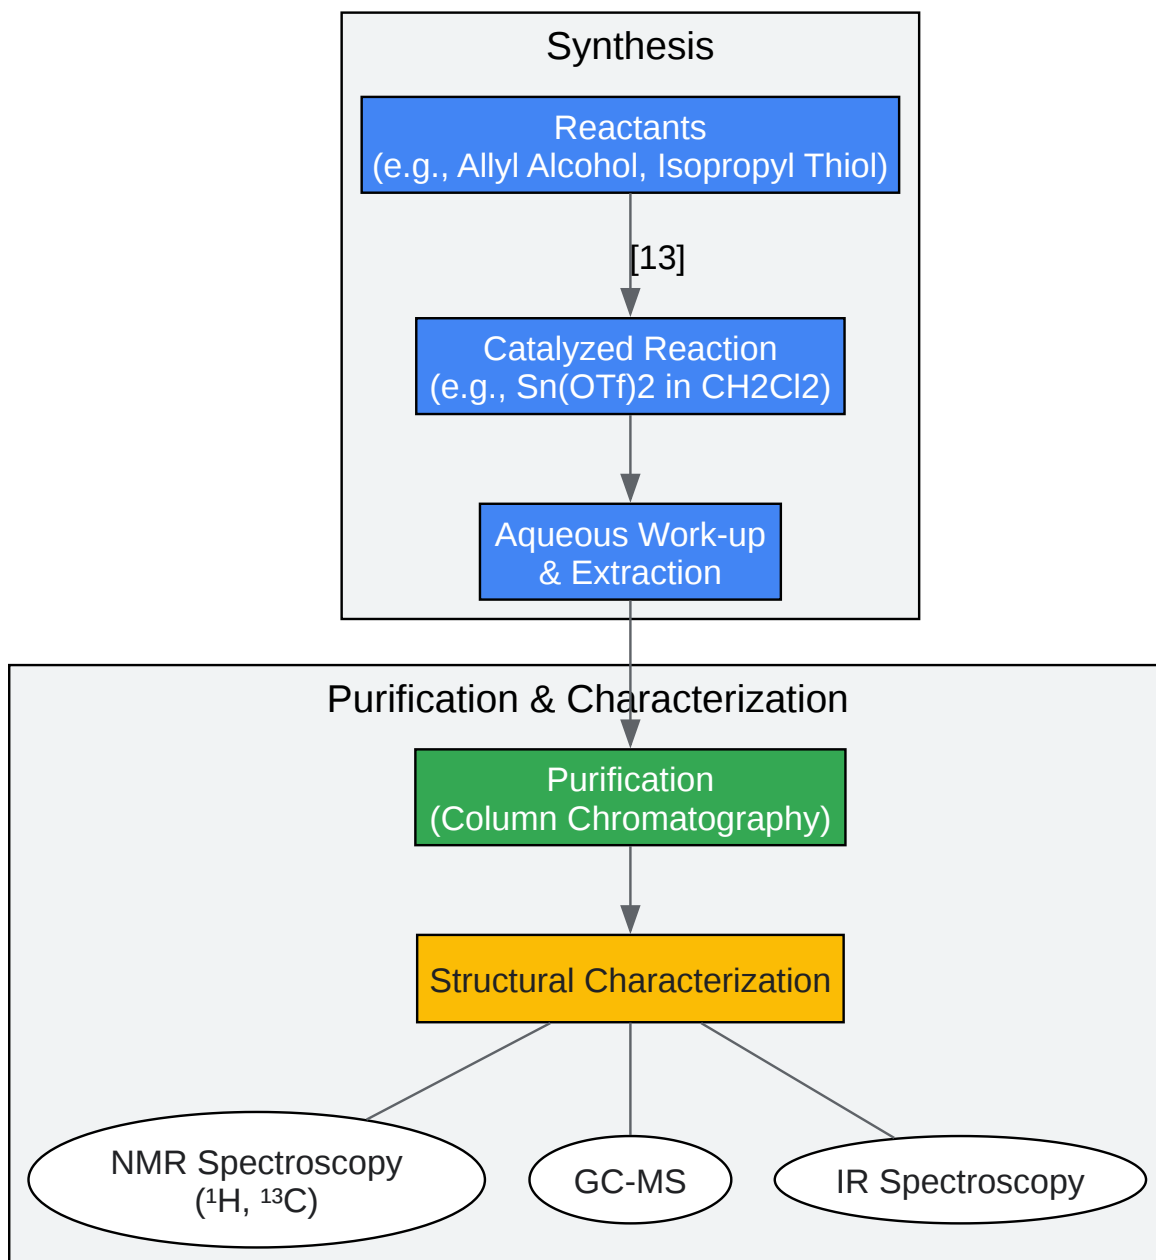 Synthesis
Reactants
(e.g., Allyl Alcohol, Isopropyl Thiol)
[13]
Catalyzed Reaction
(e.g., Sn(OTf)2 in CH2Cl2)
Aqueous Work-up
& Extraction
Purification & Characterization
Purification
(Column Chromatography)
Structural Characterization
NMR Spectroscopy
(¹H, ¹³C)
GC-MS
IR Spectroscopy